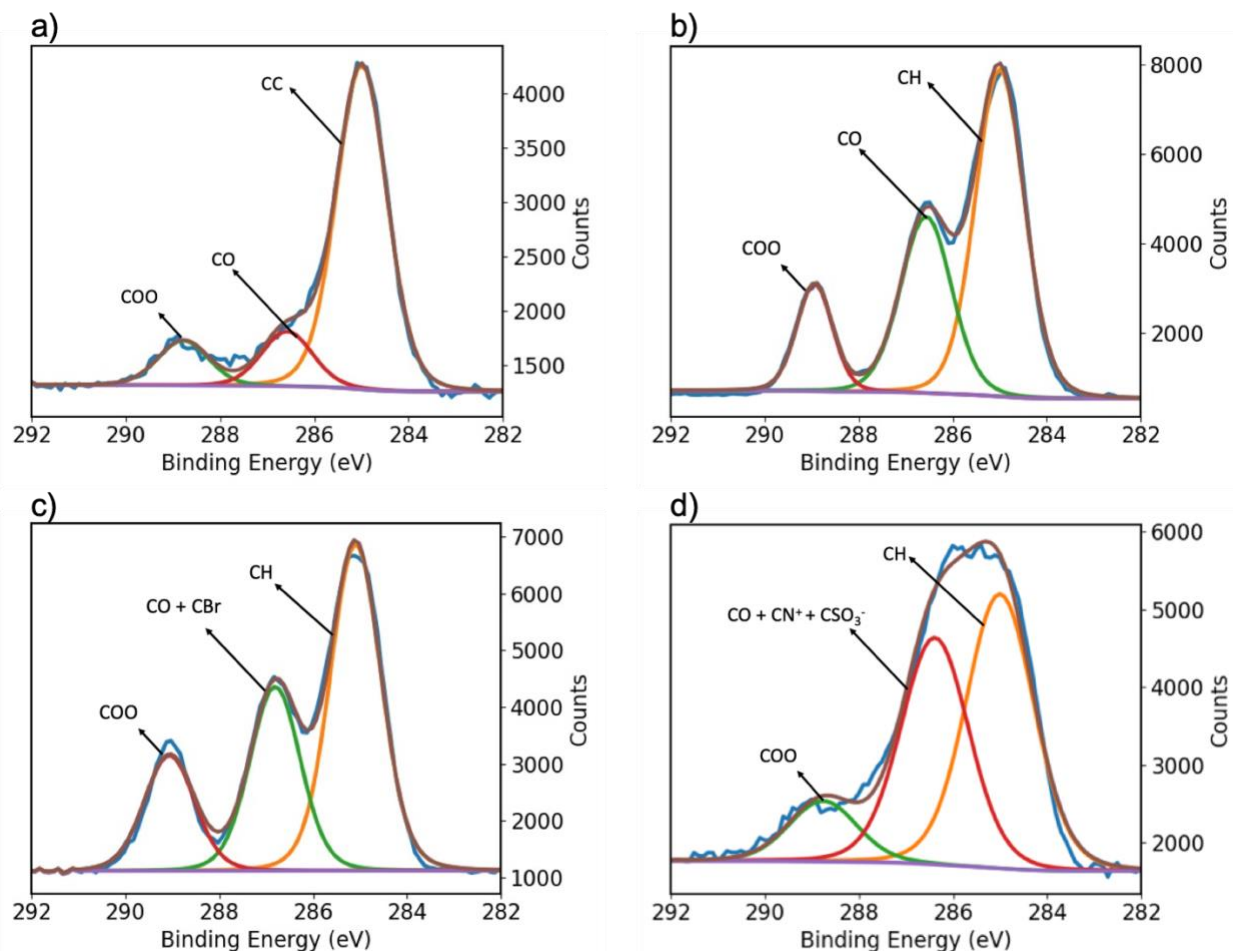 a)
CC
CO
COO
4000
3500
3000
2500
2000
1500
Counts
292 290 288 286 284 282
Binding Energy (eV)
b)
CH
CO
COO
8000
6000
4000
2000
Counts
292 290 288 286 284 282
Binding Energy (eV)
c)
CH
CO + CBr
COO
7000
6000
5000
4000
3000
2000
1000
Counts
292 290 288 286 284 282
Binding Energy (eV)
d)
CH
CO + CN⁺ + CSO₃⁻
COO
6000
5000
4000
3000
2000
Counts
292 290 288 286 284 282
Binding Energy (eV)